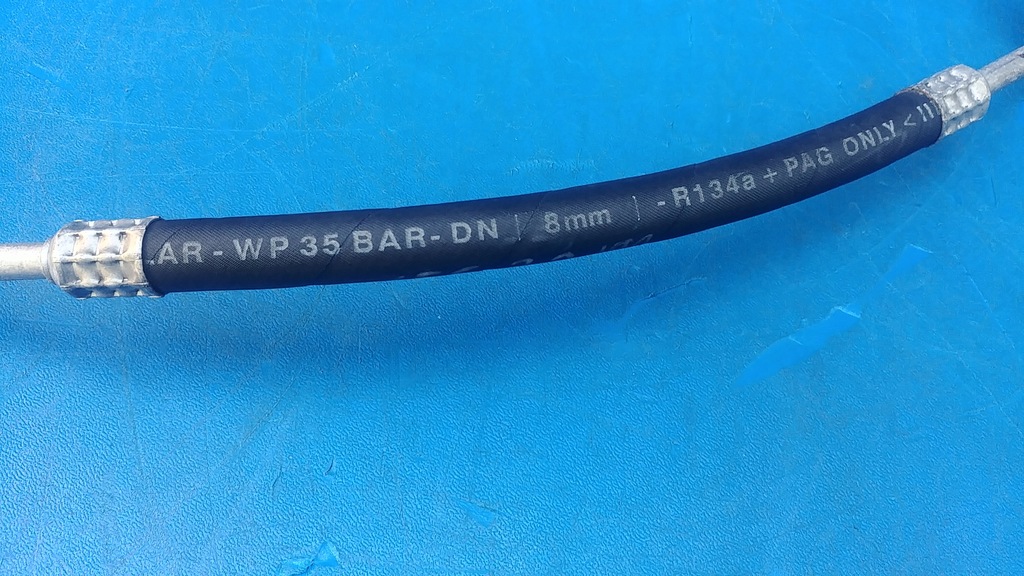 AR - WP 35 BAR - DN | 8mm | - R134a + PAG ONLY <